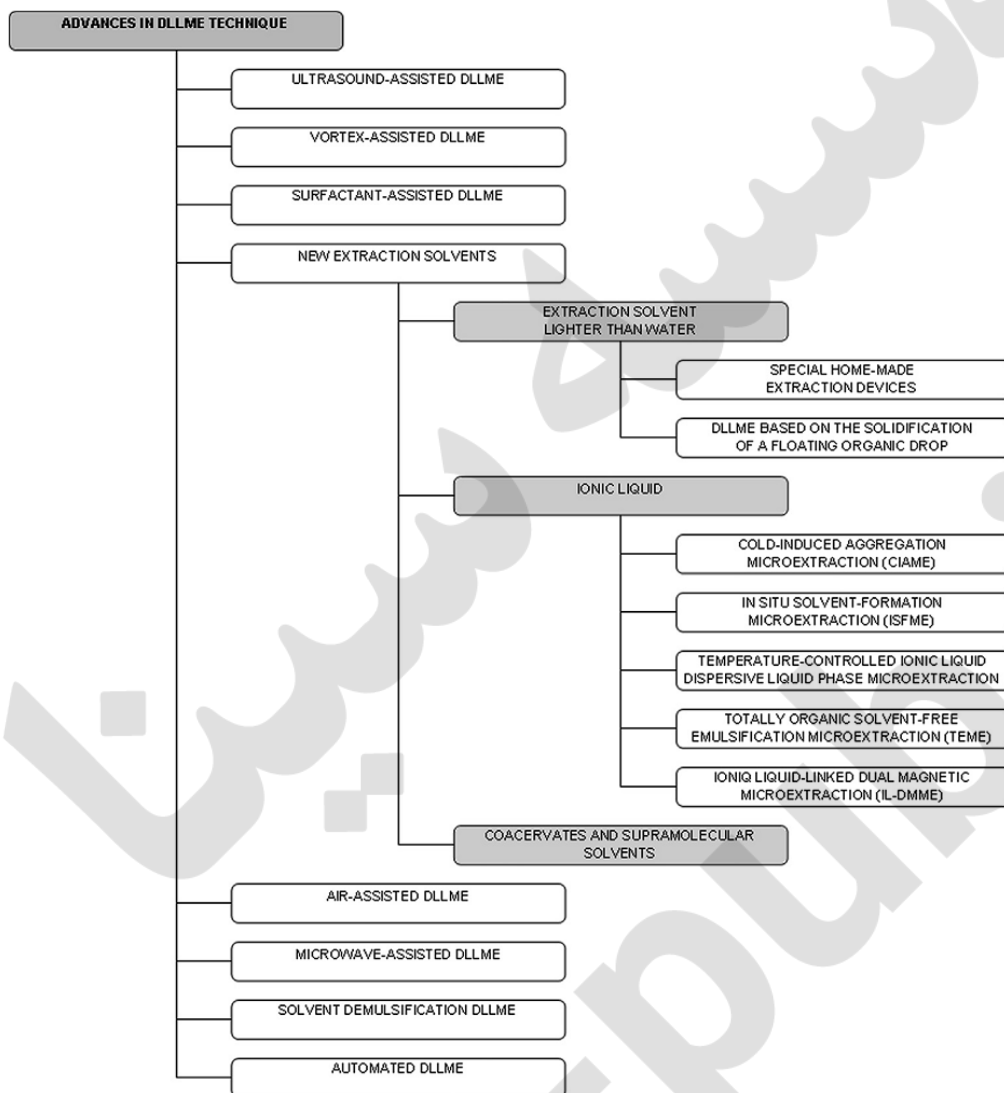 ADVANCES IN DLLME TECHNIQUE
ULTRASOUND-ASSISTED DLLME
VORTEX-ASSISTED DLLME
SURFACTANT-ASSISTED DLLME
NEW EXTRACTION SOLVENTS
EXTRACTION SOLVENT
LIGHTER THAN WATER
SPECIAL HOME-MADE
EXTRACTION DEVICES
DLLME BASED ON THE SOLIDIFICATION
OF A FLOATING ORGANIC DROP
IONIC LIQUID
COLD-INDUCED AGGREGATION
MICROEXTRACTION (CIAME)
IN SITU SOLVENT-FORMATION
MICROEXTRACTION (ISFME)
TEMPERATURE-CONTROLLED IONIC LIQUID
DISPERSIVE LIQUID PHASE MICROEXTRACTION
TOTALLY ORGANIC SOLVENT-FREE
EMULSIFICATION MICROEXTRACTION (TEME)
IONIQ LIQUID-LINKED DUAL MAGNETIC
MICROEXTRACTION (IL-DMME)
COACERVATES AND SUPRAMOLECULAR
SOLVENTS
AIR-ASSISTED DLLME
MICROWAVE-ASSISTED DLLME
SOLVENT DEMULSIFICATION DLLME
AUTOMATED DLLME